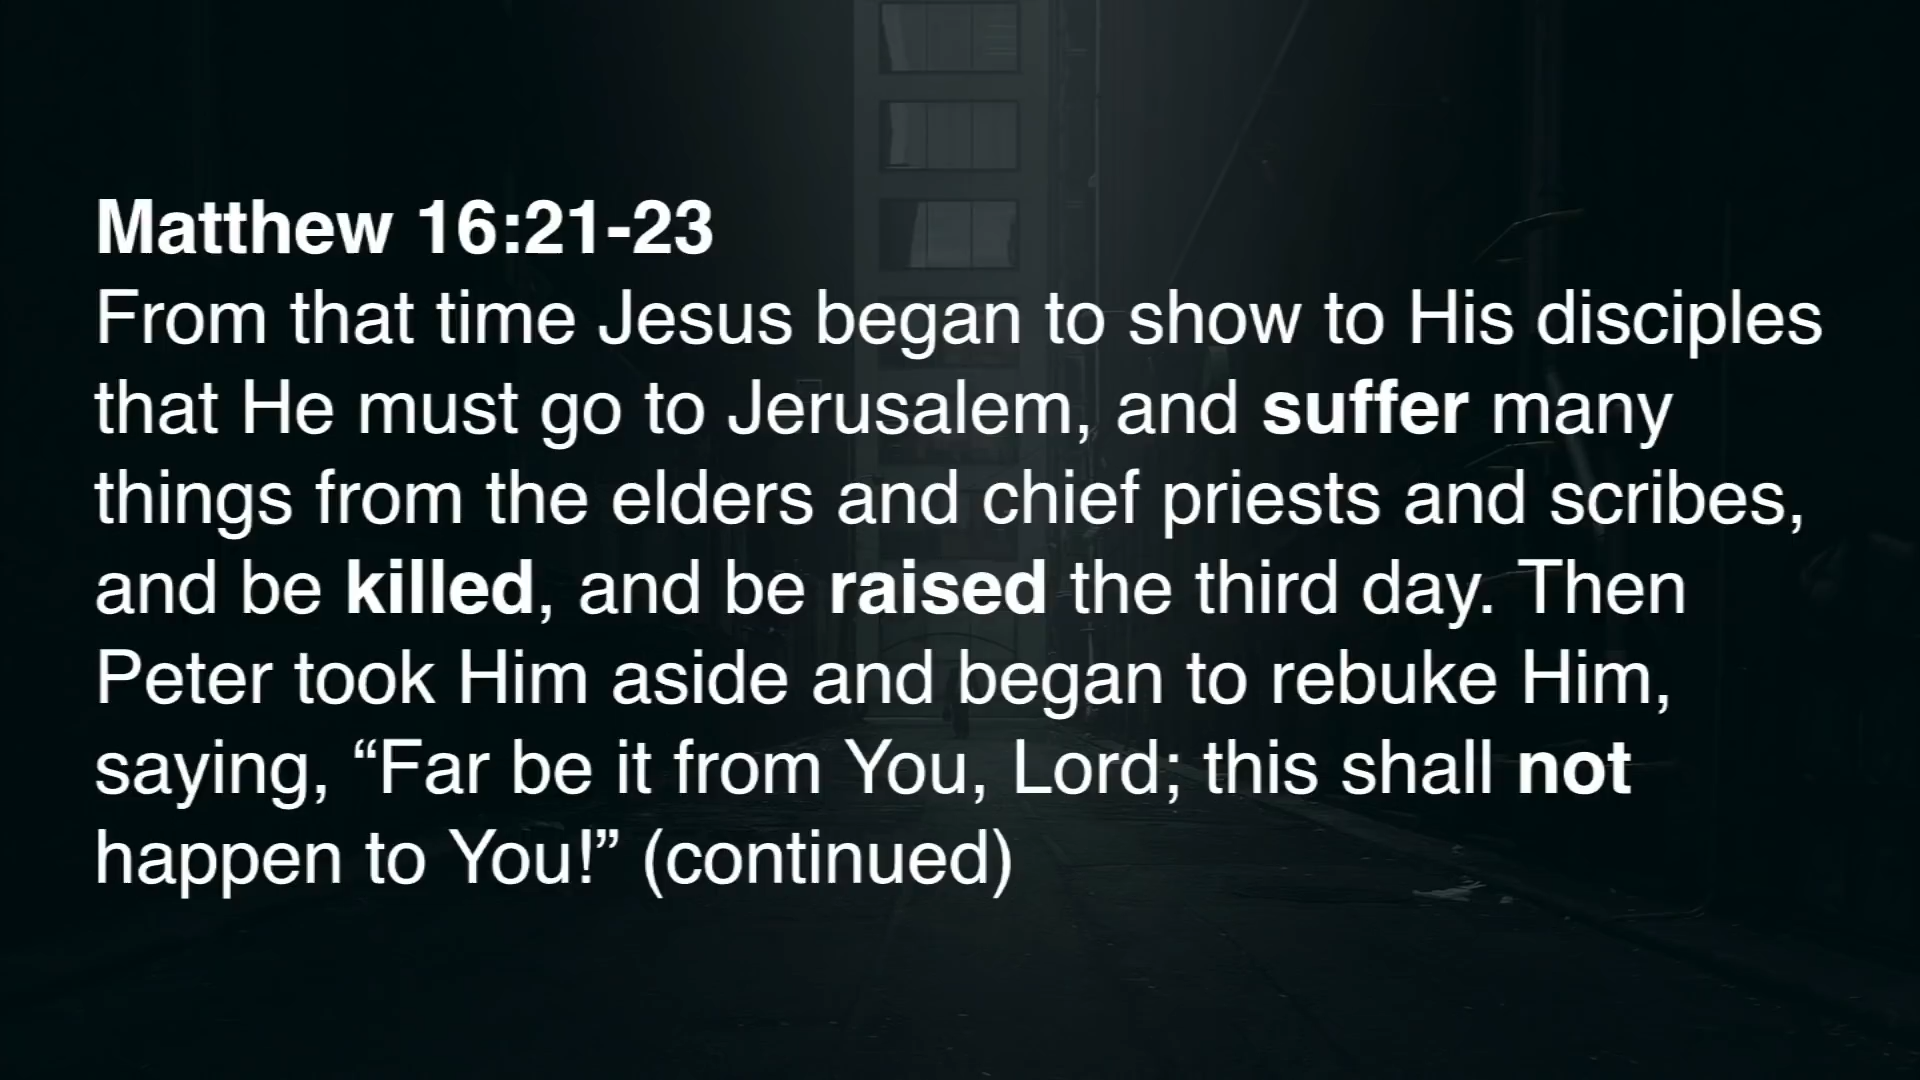 Matthew 16:21-23
From that time Jesus began to show to His disciples
that He must go to Jerusalem, and suffer many
things from the elders and chief priests and scribes,
and be killed, and be raised the third day. Then
Peter took Him aside and began to rebuke Him,
saying, “Far be it from You, Lord; this shall not
happen to You!” (continued)